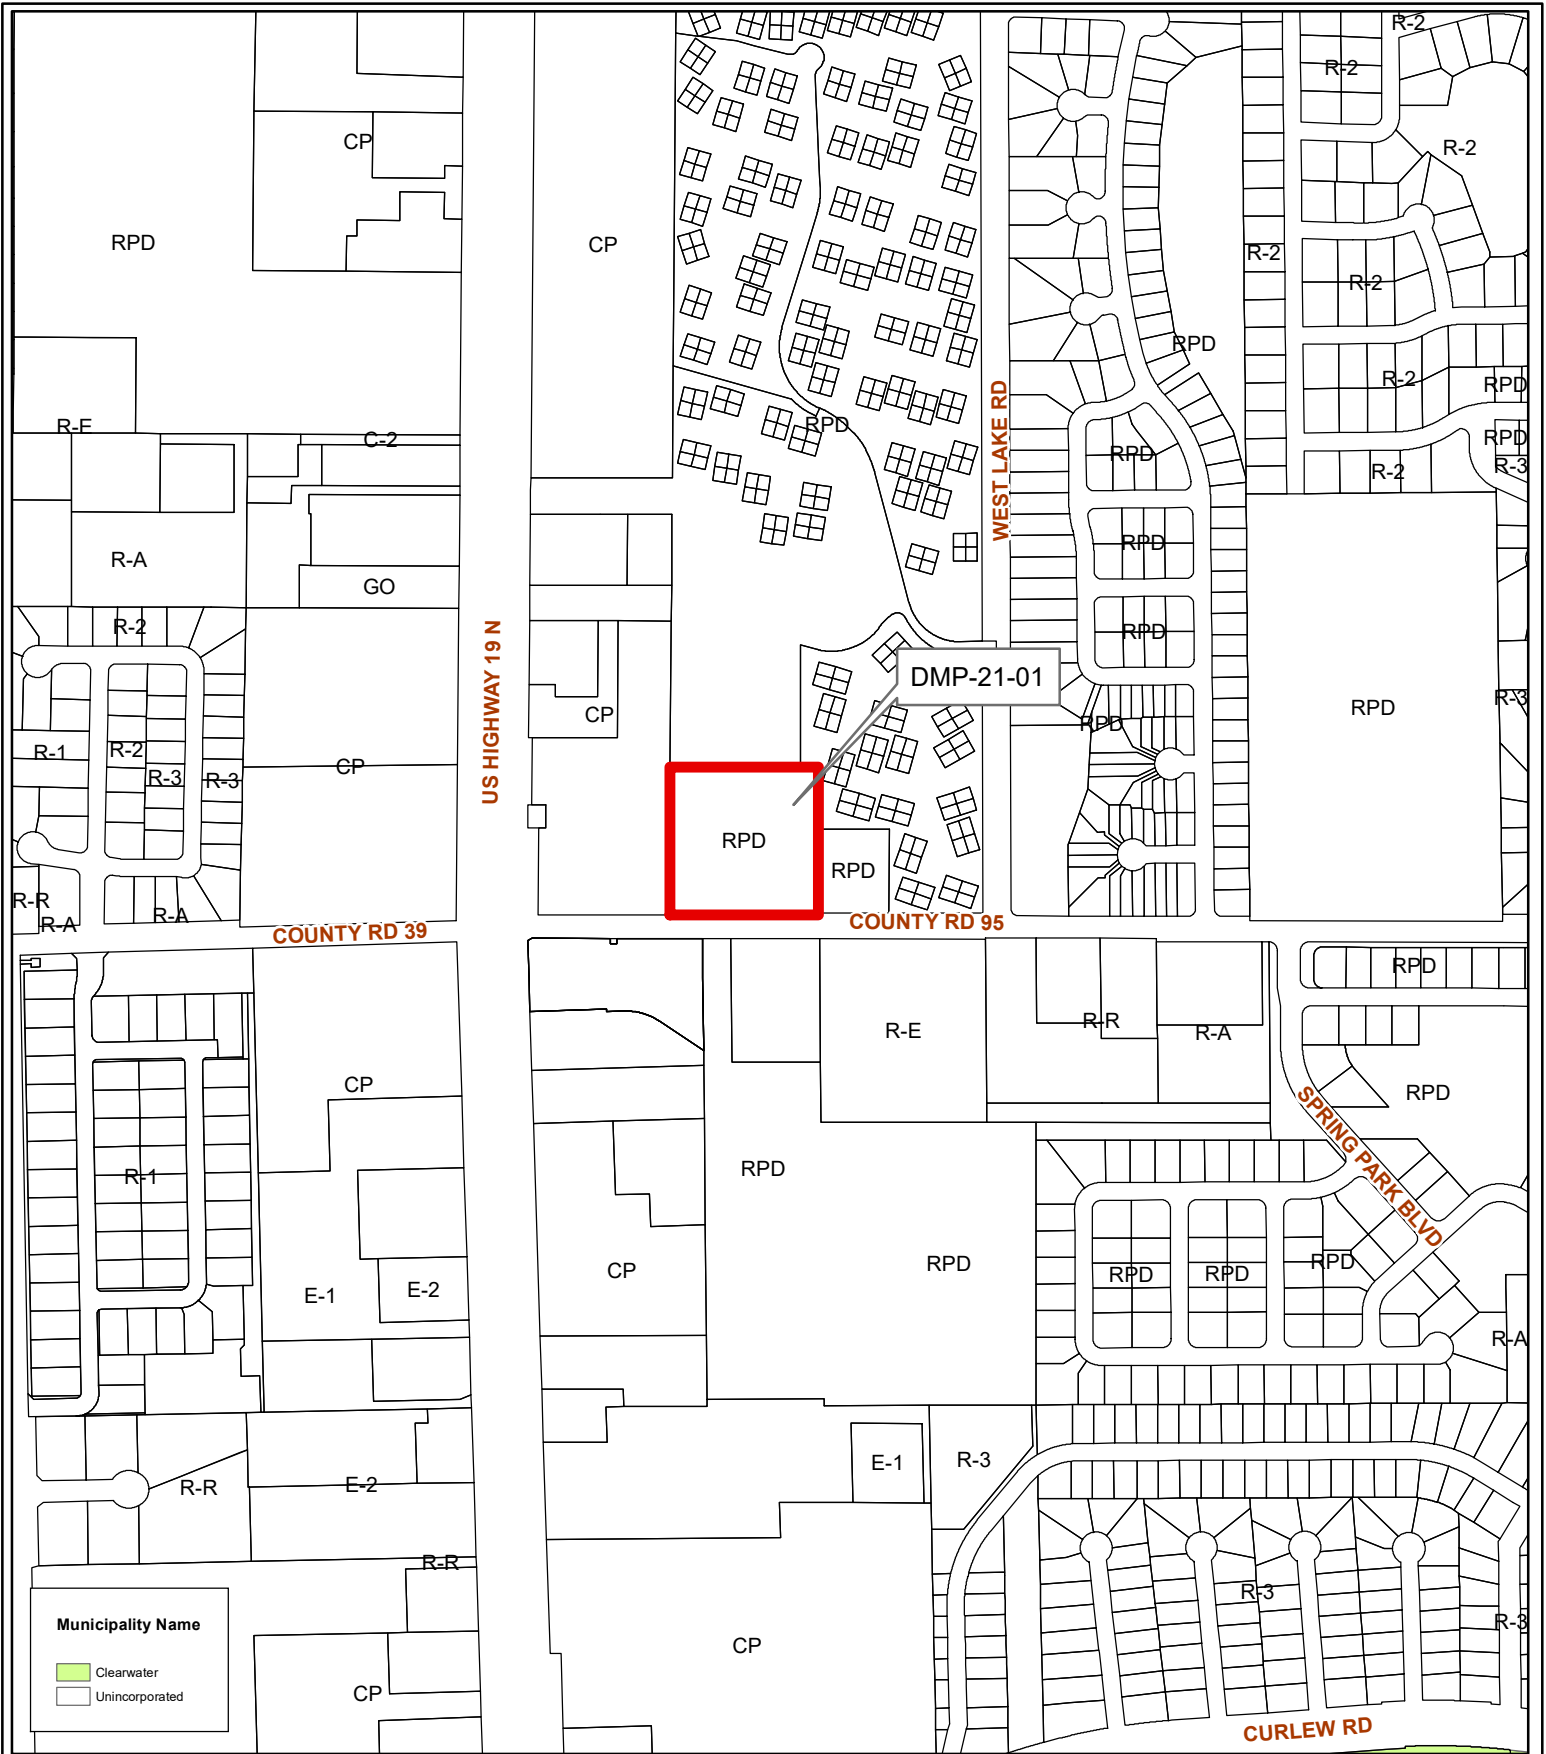 R-2
R-2
CP
R-2
RPD
CP
R-2
R-2
RPD
R-2
RPD
WEST LAKE RD
R-E
C-2
RPD
RPD
RPD
R-3
R-2
R-A
RPD
GO
R-2
RPD
US HIGHWAY 19 N
DMP-21-01
R-3
CP
RPD
RPD
R-1
R-2
R-3
R-3
CP
RPD
RPD
R-R
R-A
R-A
COUNTY RD 39
COUNTY RD 95
RPD
R-E
R-R
R-A
CP
RPD
SPRING PARK BLVD
R-1
RPD
RPD
CP
RPD
RPD
RPD
E-1
E-2
R-A
E-1
R-3
R-R
E-2
R-R
R-3
R-3
Municipality Name
Clearwater
Unincorporated
CP
CP
CURLEW RD